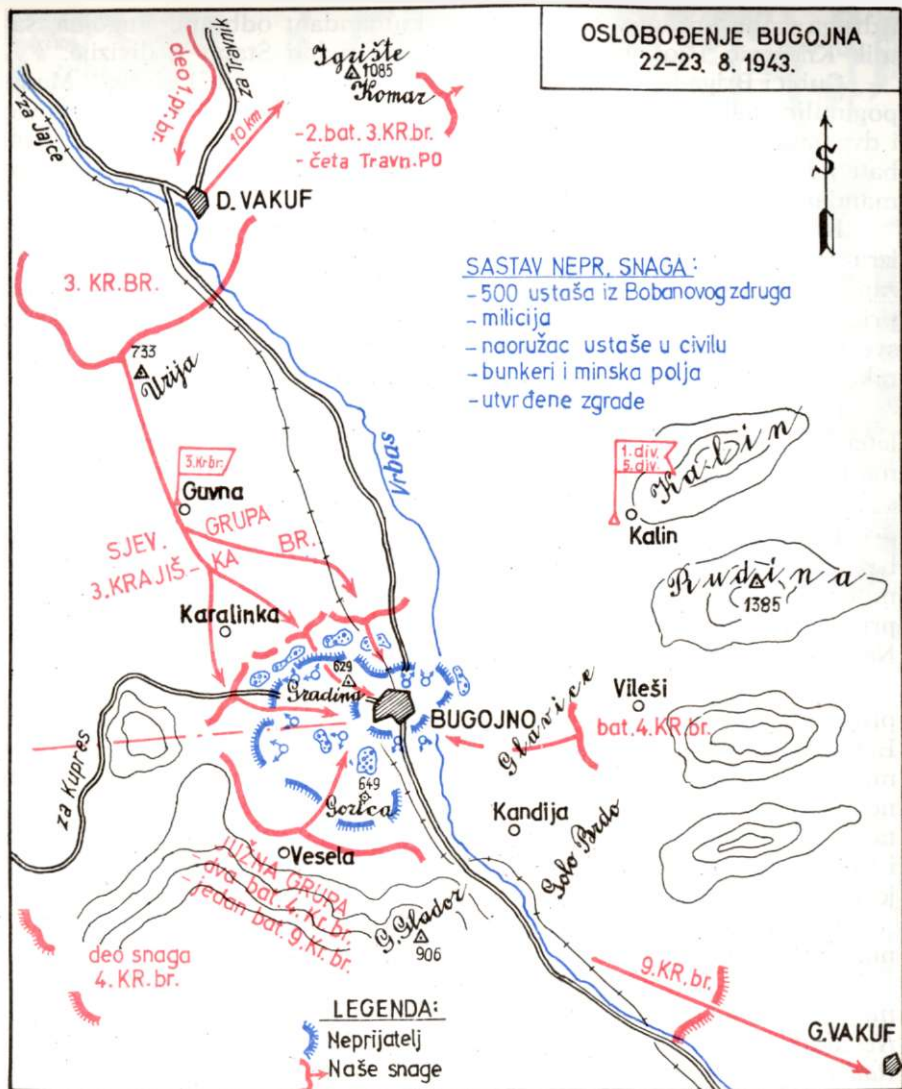 OSLOBOĐENJE BUGOJNA
22-23. 8. 1943.
deo 1. pr. br.
za Travnik
za Jajce
10 km
Igrište
1085
Komar
-2. bat. 3. KR. br.
- četa Travn. PO
D. VAKUF
S
3. KR. BR.
733
Urija
SASTAV NEPR, SNAGA:
-500 ustaša iz Bobanovog zdruga
- milicija
- naoružac ustaše u civilu
- bunkeri i minska polja
- utvrđene zgrade
Vrbas
3. Kr br.
Guvna
1. div.
5. div.
Kalin
Kalin
SJEV. GRUPA
3. KRAJIŠ-KA BR.
Rudina
1385
Karalinka
629
Gradina
BUGOJNO
Glavice
Vileši
bat. 4. KR. br.
za Kupres
649
Gorica
Kandija
Golo Brdo
Vesela
JUŽNA GRUPA
- dva bat. 4. Kr. br.
- jedan bat. 9. Kr. br.
G. Glador
906
deo snaga
4. KR. br.
9. KR. br.
G. VAKUF
LEGENDA:
Neprijatelj
Naše snage